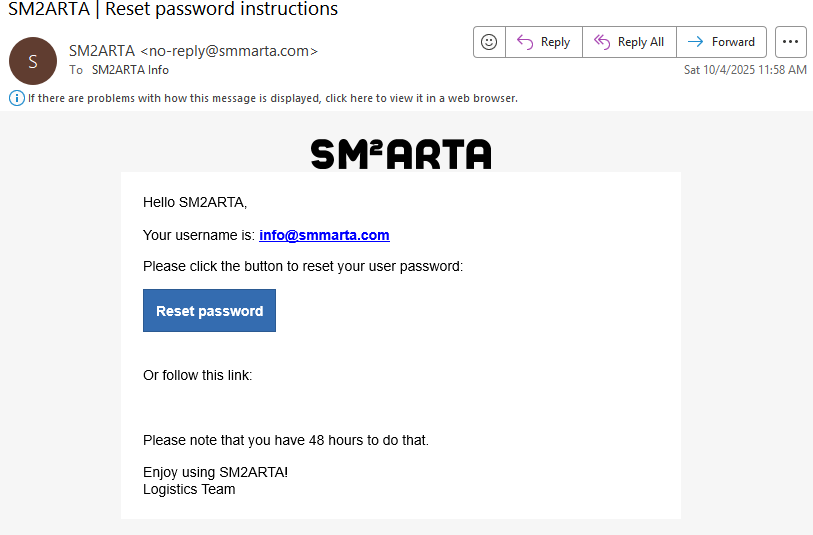 SM2ARTA | Reset password instructions
S
SM2ARTA <no-reply@smmarta.com>
To SM2ARTA Info
Reply
Reply All
Forward
Sat 10/4/2025 11:58 AM
If there are problems with how this message is displayed, click here to view it in a web browser.
SM²ARTA
Hello SM2ARTA,
Your username is: info@smmarta.com
Please click the button to reset your user password:
Reset password
Or follow this link:
Please note that you have 48 hours to do that.
Enjoy using SM2ARTA!
Logistics Team